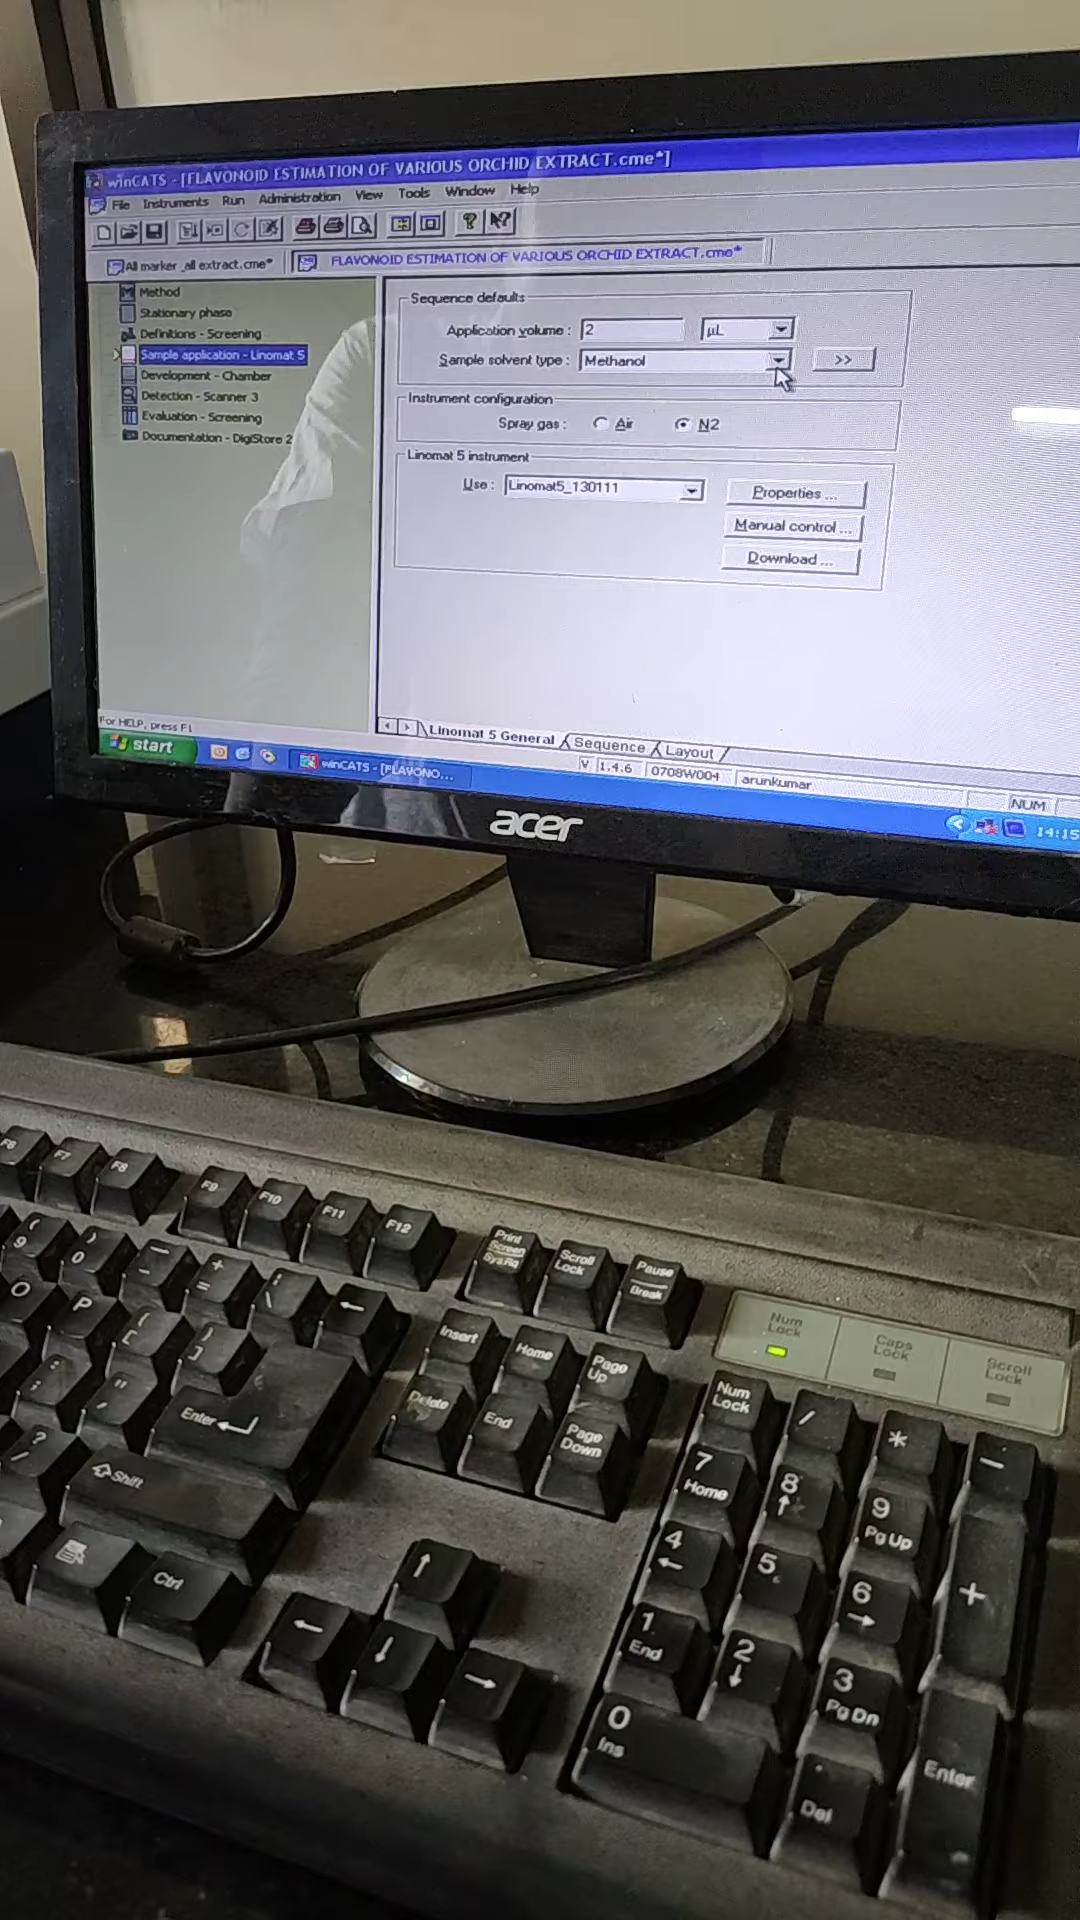 winCATS - [FLAVONOID ESTIMATION OF VARIOUS ORCHID EXTRACT.cme*]
File Instruments Run Administration View Tools Window Help
All marker_all extract.cme* FLAVONOID ESTIMATION OF VARIOUS ORCHID EXTRACT.cme*
Method
Stationary phase
Definitions - Screening
Sample application - Linomat 5
Development - Chamber
Detection - Scanner 3
Evaluation - Screening
Documentation - DigiStore 2
Sequence defaults
Application volume : 2 µL
Sample solvent type : Methanol >>
Instrument configuration
Spray gas : Air N2
Linomat 5 instrument
Use : Linomat5_130111 Properties ...
Manual control ...
Download ...
Linomat 5 General Sequence Layout
For HELP, press F1
V 1.4.6 0708W004 arunkumar NUM
start winCATS - [FLAVONO... 14:15
acer
F6 F7 F8 F9 F10 F11 F12 Print Screen SysRq Scroll Lock Pause Break
Num Lock Caps Lock Scroll Lock
( 9 ) 0 — - + = | \ ←
Insert Home Page Up Num Lock / * -
O P { [ } ] Enter
Delete End Page Down 7 Home 8 ↑ 9 Pg Up +
: ; " '
? / Shift ↑ 4 ← 5 6 →
Ctrl ← ↓ → 1 End 2 ↓ 3 Pg Dn Enter
0 Ins . Del